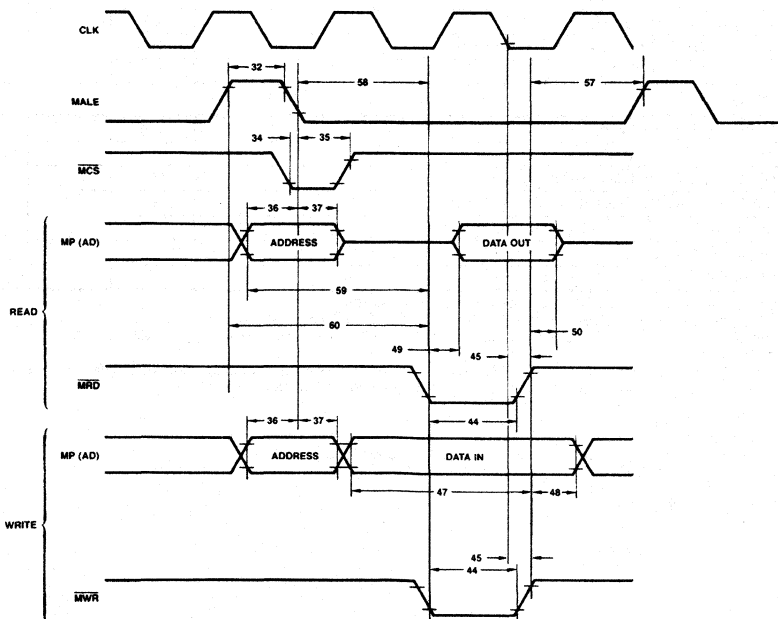 CLK
32
58
57
MALE
34
35
MCS
36
37
MP (AD)
ADDRESS
DATA OUT
59
READ
60
50
49
45
MRD
44
36
37
MP (AD)
ADDRESS
DATA IN
47
48
WRITE
45
44
MWR